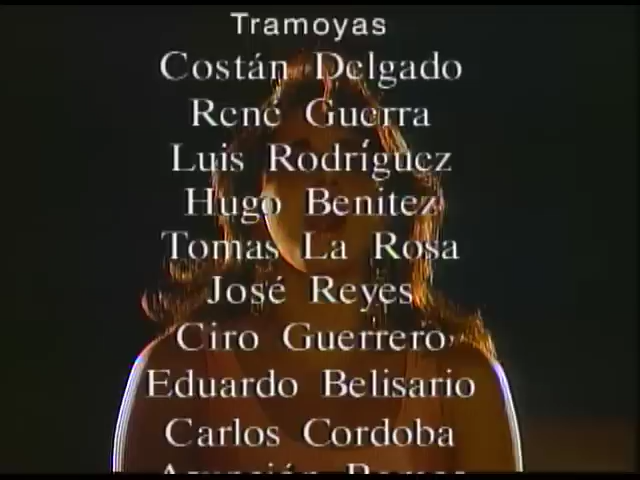 Tramoyas
Costán Delgado
René Guerra
Luis Rodríguez
Hugo Benitez
Tomas La Rosa
José Reyes
Ciro Guerrero
Eduardo Belisario
Carlos Cordoba